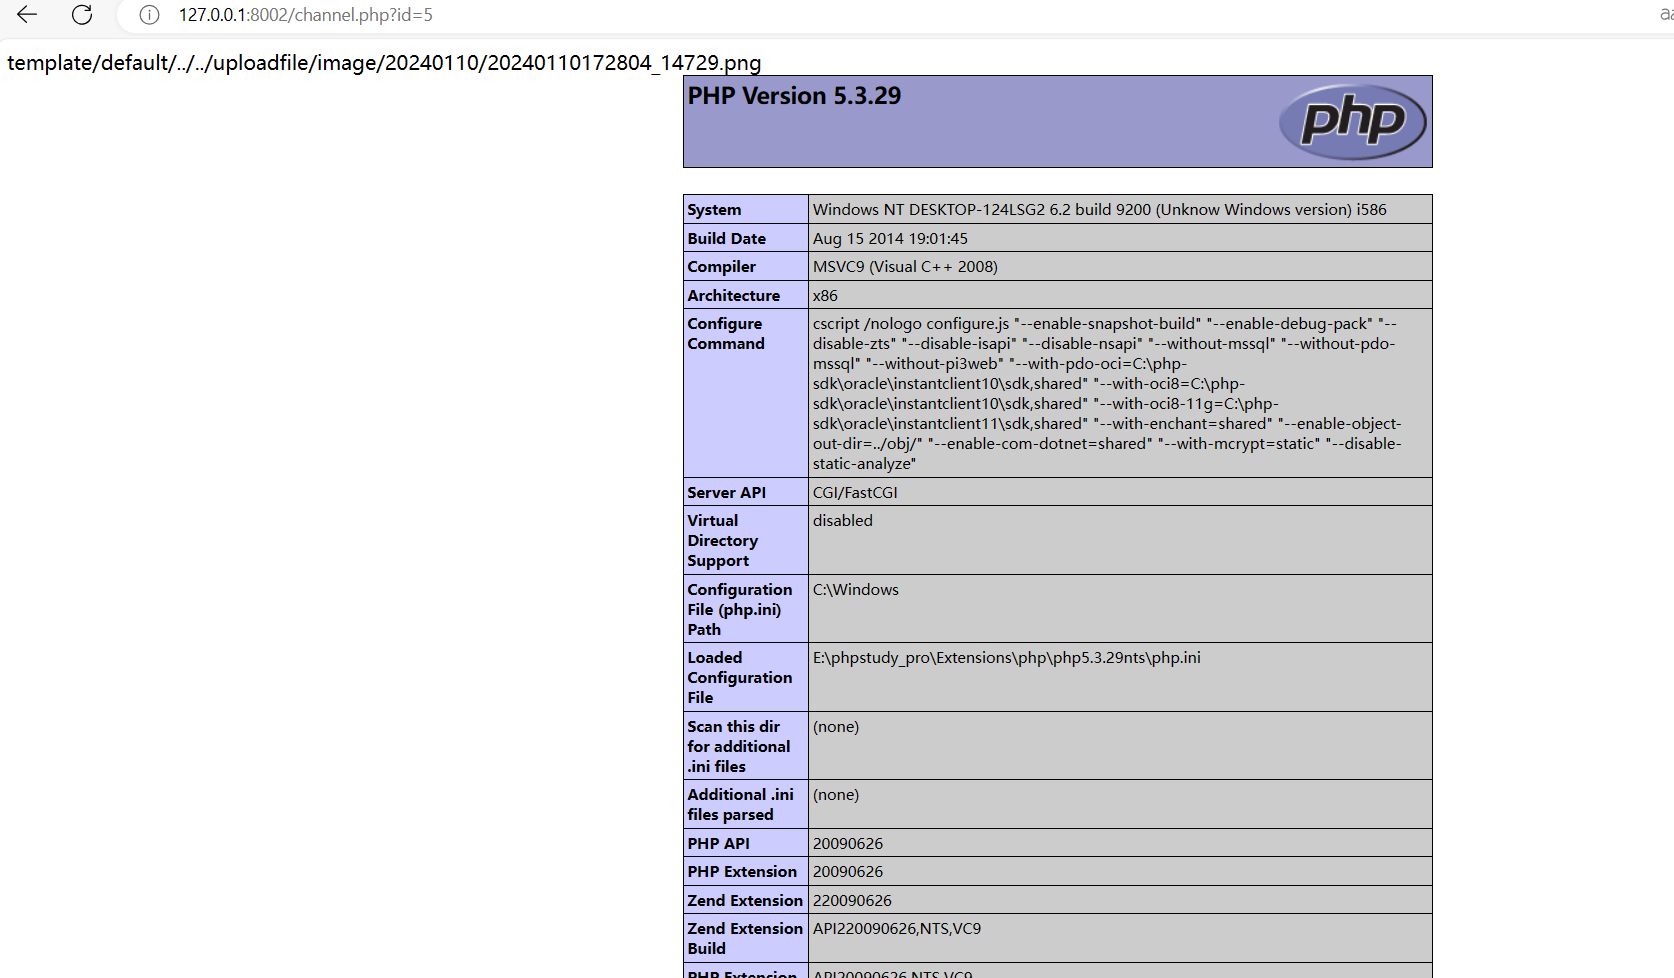 127.0.0.1:8002/channel.php?id=5
template/default/../../uploadfile/image/20240110/20240110172804_14729.png
PHP Version 5.3.29
php
System
Windows NT DESKTOP-124LSG2 6.2 build 9200 (Unknow Windows version) i586
Build Date
Aug 15 2014 19:01:45
Compiler
MSVC9 (Visual C++ 2008)
Architecture
x86
Configure
Command
cscript /nologo configure.js "--enable-snapshot-build" "--enable-debug-pack" "--
disable-zts" "--disable-isapi" "--disable-nsapi" "--without-mssql" "--without-pdo-
mssql" "--without-pi3web" "--with-pdo-oci=C:\php-
sdk\oracle\instantclient10\sdk,shared" "--with-oci8=C:\php-
sdk\oracle\instantclient10\sdk,shared" "--with-oci8-11g=C:\php-
sdk\oracle\instantclient11\sdk,shared" "--with-enchant=shared" "--enable-object-
out-dir=../obj/" "--enable-com-dotnet=shared" "--with-mcrypt=static" "--disable-
static-analyze"
Server API
CGI/FastCGI
Virtual
Directory
Support
disabled
Configuration
File (php.ini)
Path
C:\Windows
Loaded
Configuration
File
E:\phpstudy_pro\Extensions\php\php5.3.29nts\php.ini
Scan this dir
for additional
.ini files
(none)
Additional .ini
files parsed
(none)
PHP API
20090626
PHP Extension
20090626
Zend Extension
220090626
Zend Extension
Build
API220090626,NTS,VC9
PHP Extension
API20090626,NTS,VC9